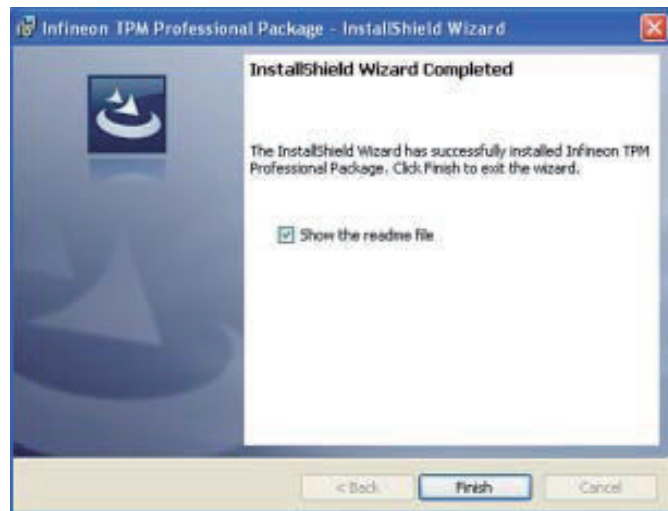 Infineon TPM Professional Package - InstallShield Wizard
InstallShield Wizard Completed
The InstallShield Wizard has successfully installed Infineon TPM
Professional Package. Click Finish to exit the wizard.
Show the readme file
< Back
Finish
Cancel